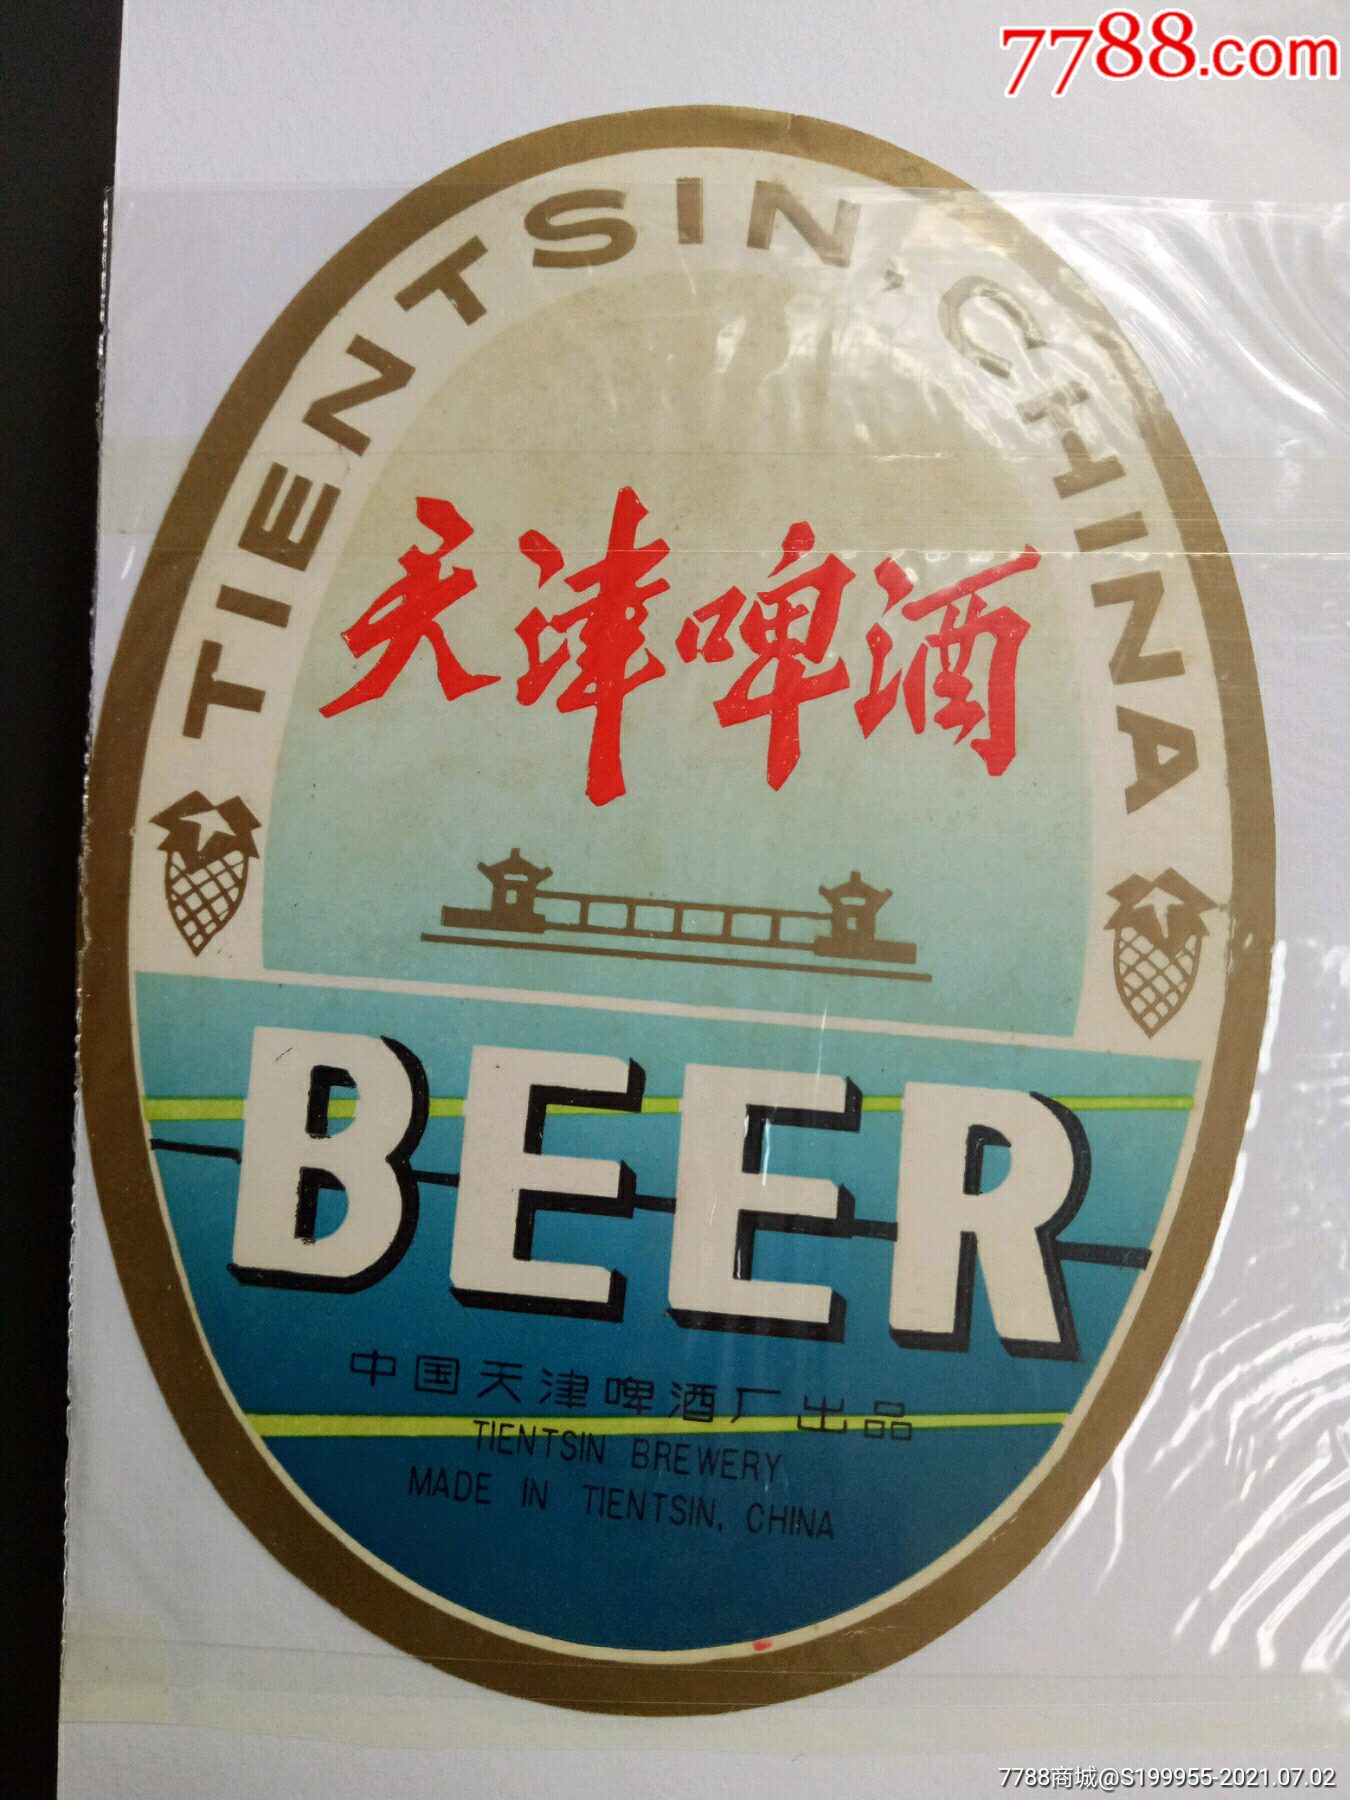 7788.com
TIENTSIN, CHINA
天津啤酒
BEER
中国天津啤酒厂出品
TIENTSIN BREWERY
MADE IN TIENTSIN, CHINA
7788商城@S199955-2021.07.02